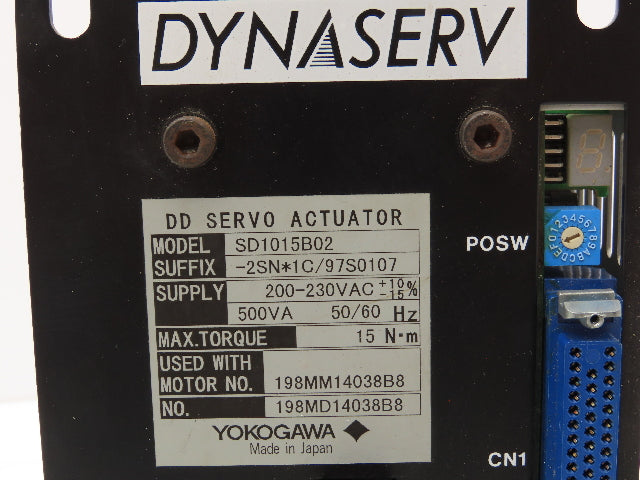 DYNASERV
DD SERVO ACTUATOR
MODEL SD1015B02
SUFFIX -2SN*1C/97S0107
SUPPLY 200-230VAC +10 -15 %
500VA 50/60 Hz
MAX.TORQUE 15 N·m
USED WITH
MOTOR NO. 198MM14038B8
NO. 198MD14038B8
YOKOGAWA
Made in Japan
POSW
0123456789ABCDEF
CN1